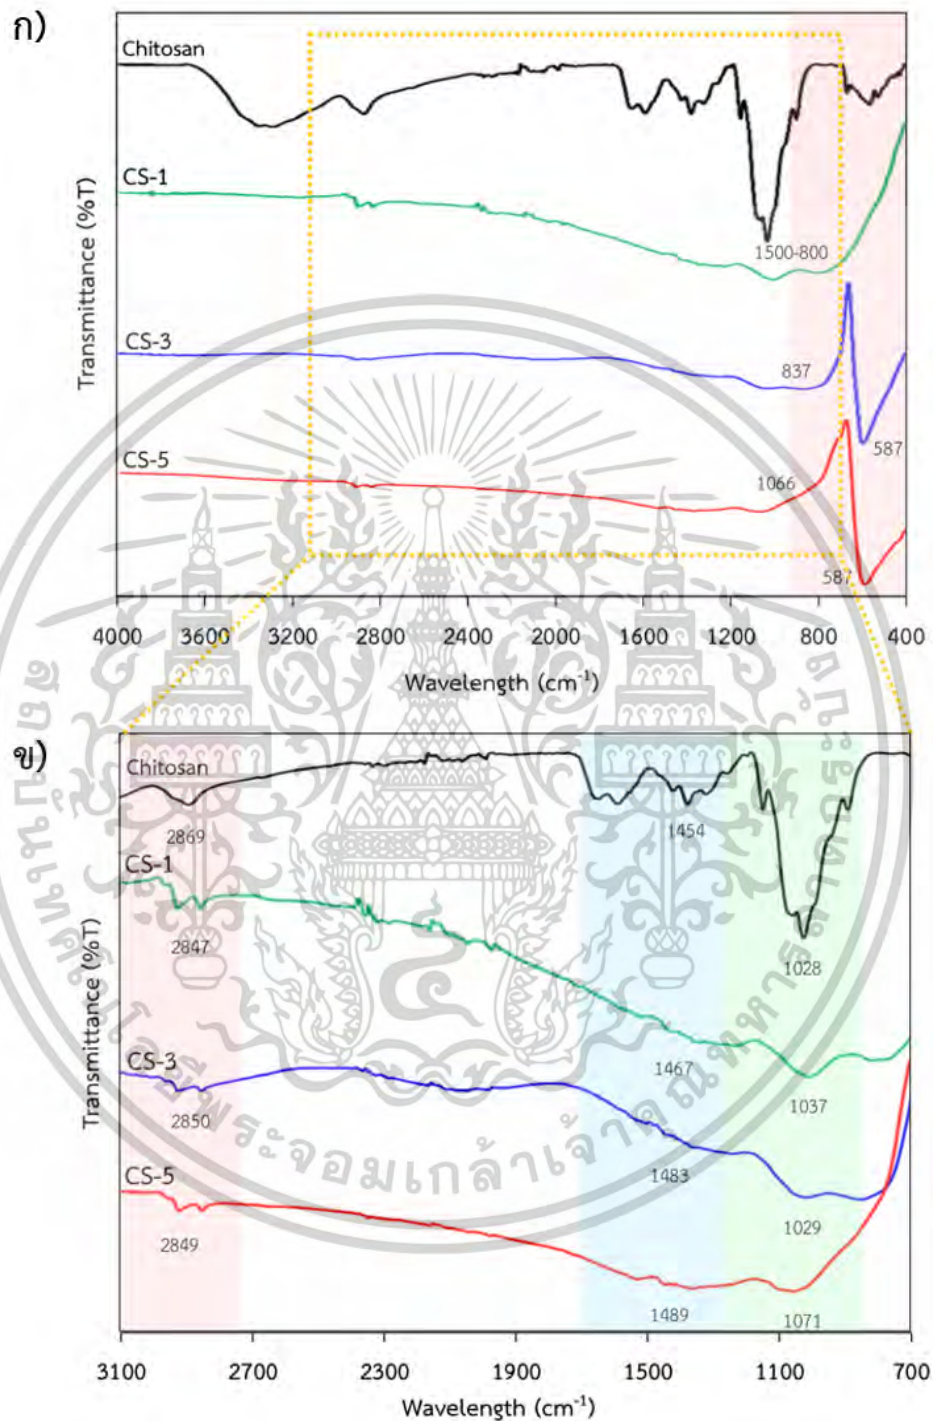 ก)
Chitosan
CS-1
1500-800
CS-3
837
587
CS-5
1066
587
Transmittance (%T)
4000 3600 3200 2800 2400 2000 1600 1200 800 400
Wavelength (cm⁻¹)
ข)
Chitosan
2869
1454
1028
CS-1
2847
1467
1037
CS-3
2850
1483
1029
CS-5
2849
1489
1071
Transmittance (%T)
3100 2700 2300 1900 1500 1100 700
Wavelength (cm⁻¹)